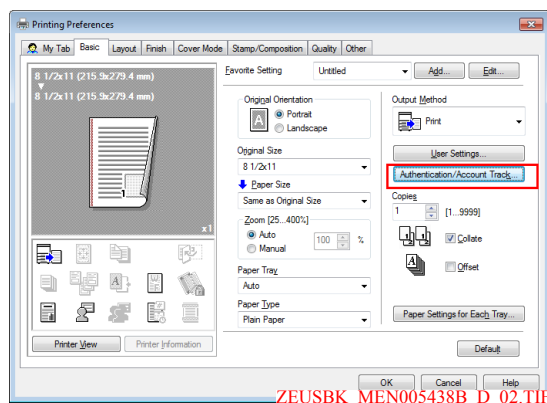 Printing Preferences
My Tab Basic Layout Finish Cover Mode Stamp/Composition Quality Other
8 1/2x11 (215.9x279.4 mm)
8 1/2x11 (215.9x279.4 mm)
1
x1
Printer View Printer Information
Favorite Setting Untitled Add... Edit...
Original Orientation
A
Portrait
Landscape
Original Size
8 1/2x11
Paper Size
Same as Original Size
Zoom [25...400%]
Auto
Manual
100 %
Paper Tray
Auto
Paper Type
Plain Paper
Output Method
Print
User Settings...
Authentication/Account Track...
Copies
1 [1...9999]
Collate
Offset
Paper Settings for Each Tray...
Default
OK Cancel Help
ZEUSBK_MEN005438B_D_02.TIF